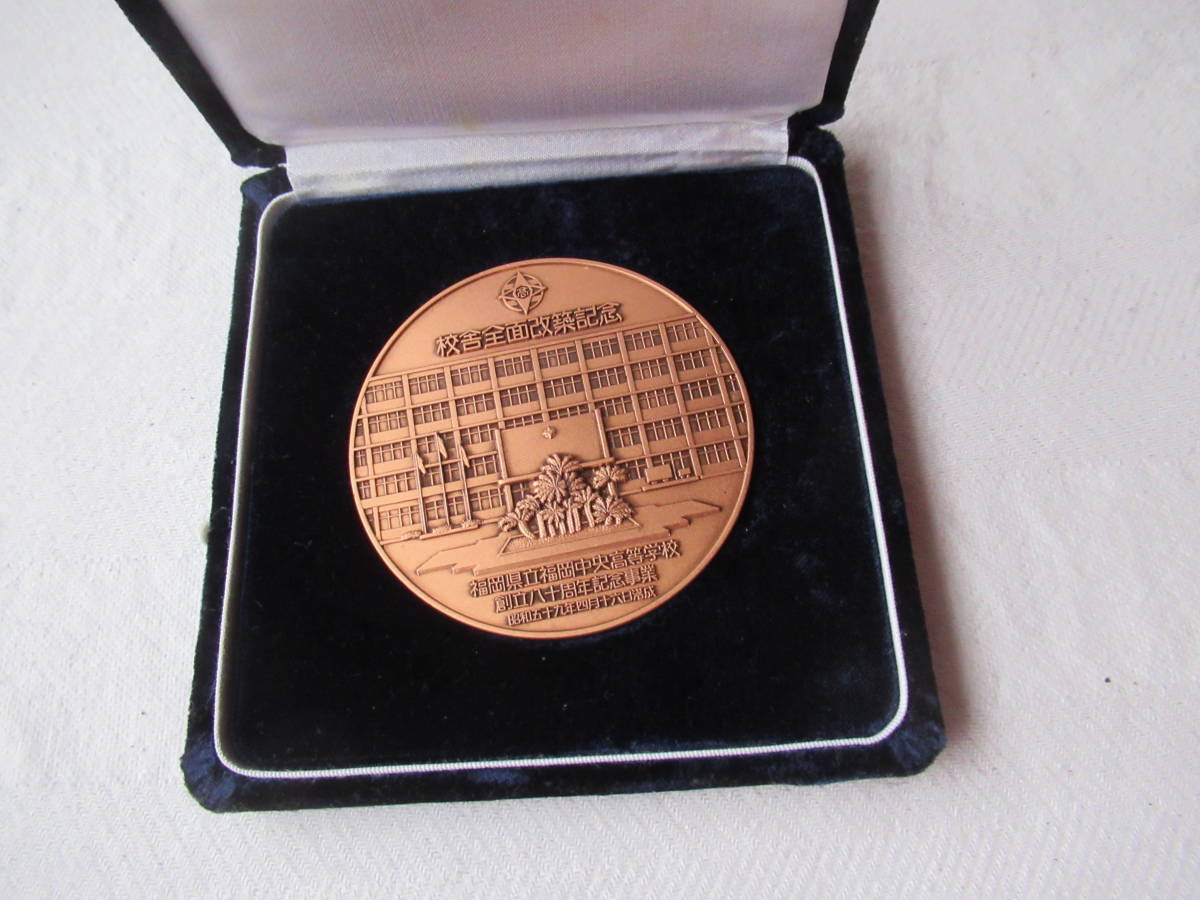 校舎全面改築記念
福岡県立福岡中央高等学校
創立八十周年記念事業
昭和五十九年四月十六日落成